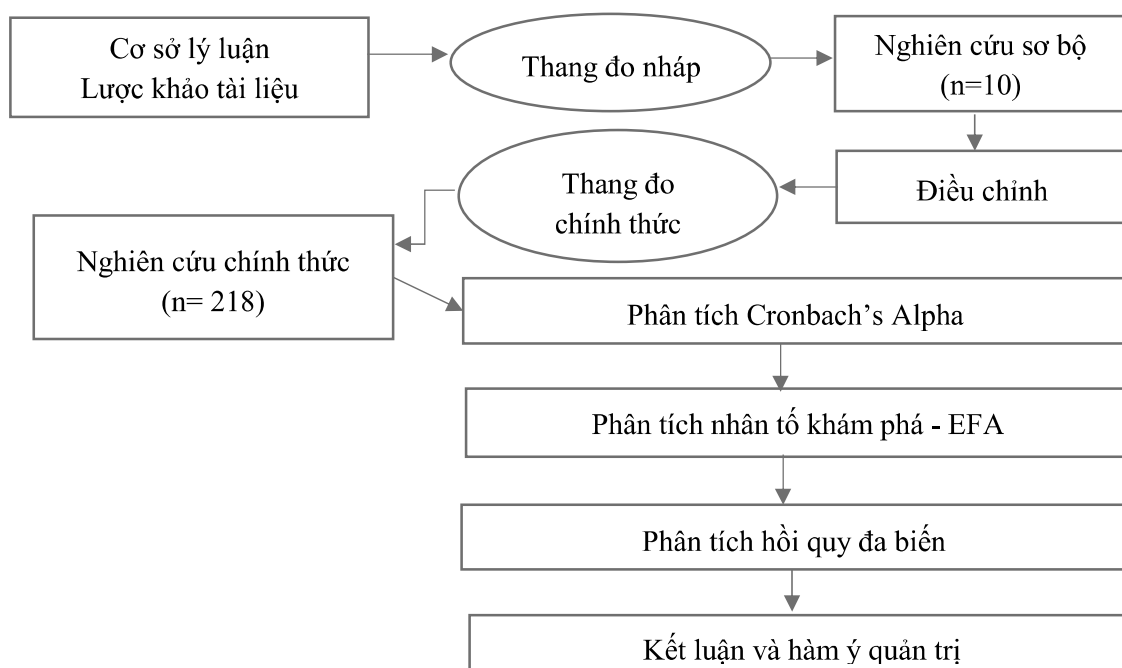 Cơ sở lý luận
Lược khảo tài liệu
Thang đo nháp
Nghiên cứu sơ bộ
(n=10)
Điều chỉnh
Thang đo
chính thức
Nghiên cứu chính thức
(n= 218)
Phân tích Cronbach’s Alpha
Phân tích nhân tố khám phá - EFA
Phân tích hồi quy đa biến
Kết luận và hàm ý quản trị